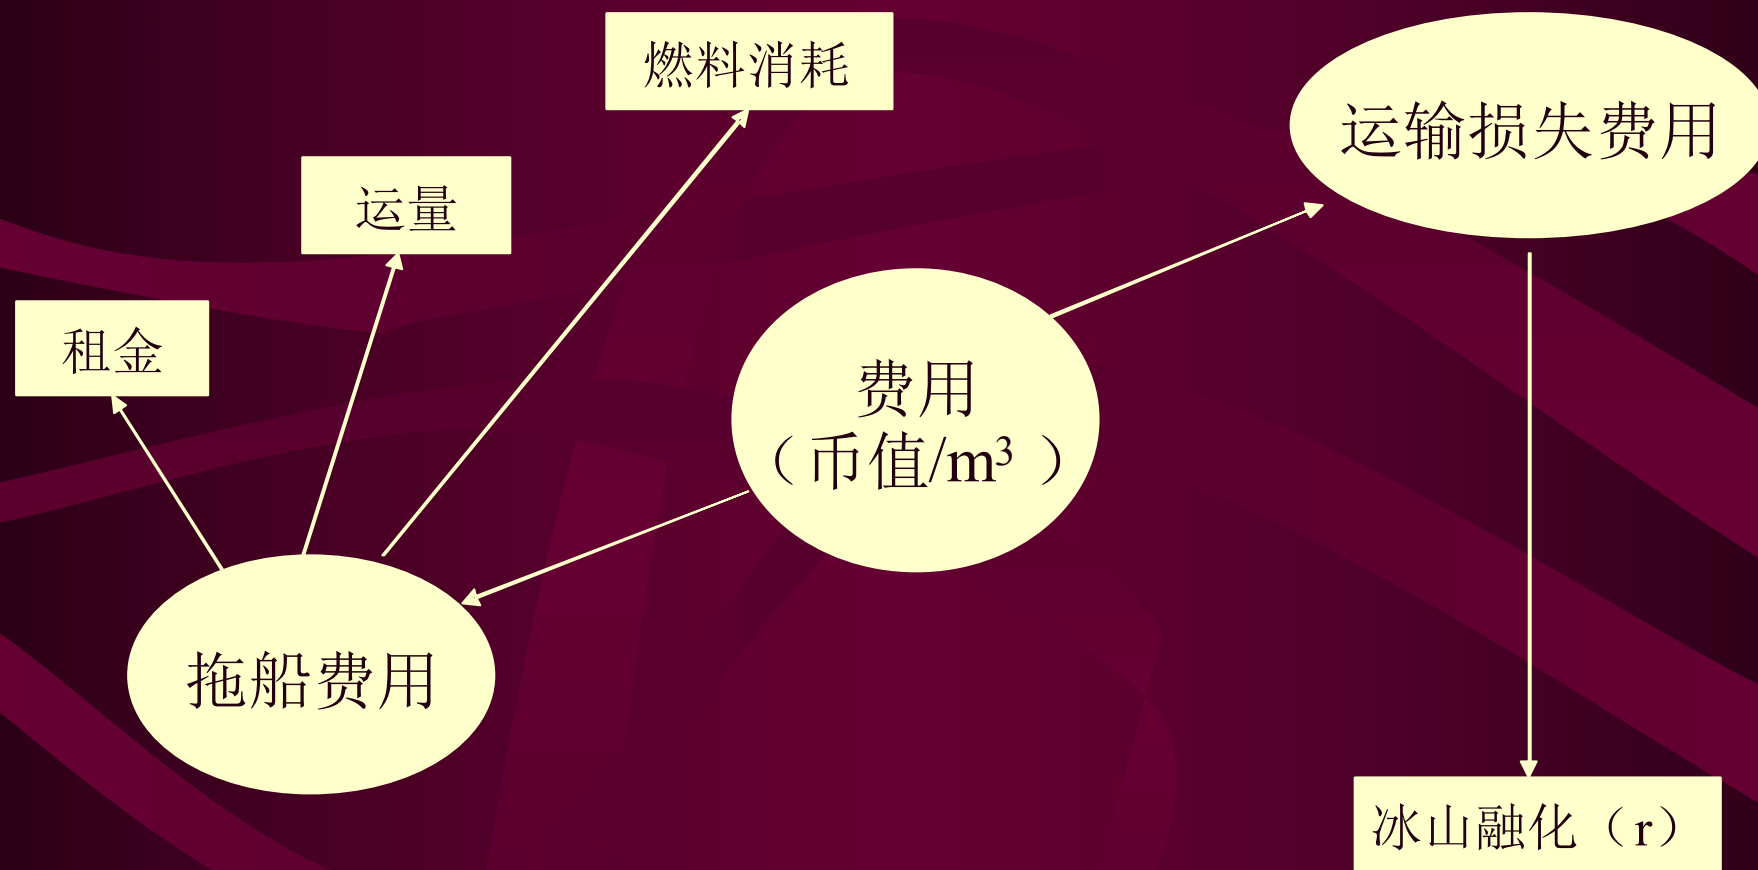 燃料消耗
运输损失费用
运量
租金
费用
（币值/m³ ）
拖船费用
冰山融化（r）